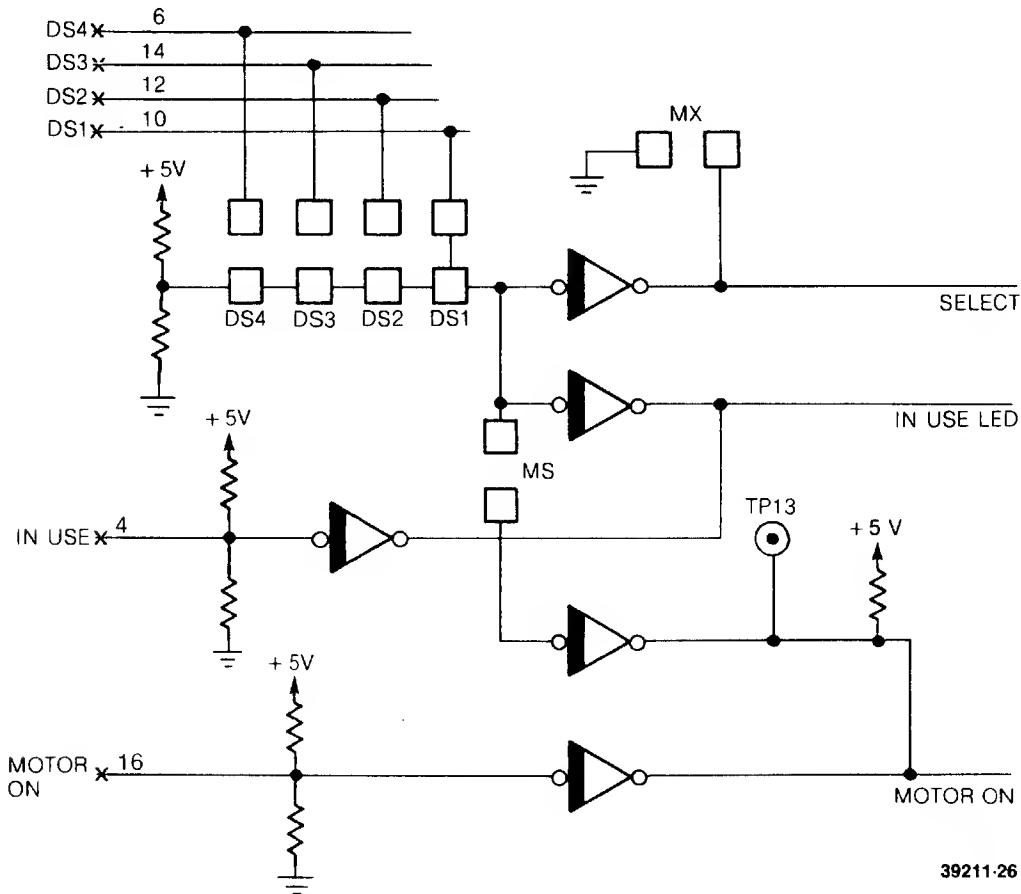 DS4 6
DS3 14
DS2 12
DS1 10
MX
+ 5V
SELECT
DS4 DS3 DS2 DS1
IN USE LED
+ 5V
MS
TP13
+ 5 V
IN USE 4
+ 5V
MOTOR ON 16
MOTOR ON
39211-26